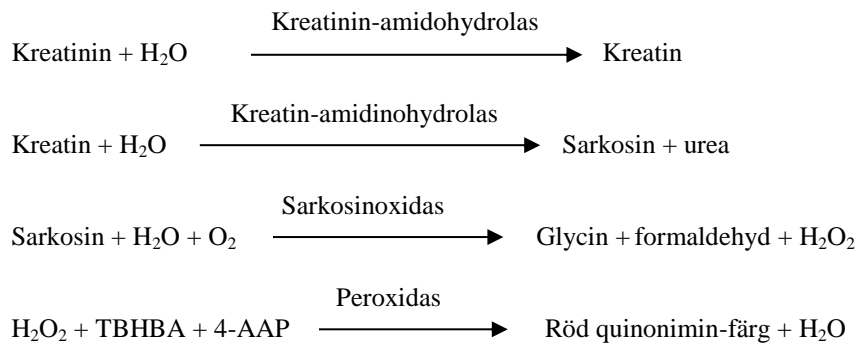 Kreatinin-amidohydrolas
Kreatinin + H₂O Kreatin
Kreatin-amidinohydrolas
Kreatin + H₂O Sarkosin + urea
Sarkosinoxidas
Sarkosin + H₂O + O₂ Glycin + formaldehyd + H₂O₂
Peroxidas
H₂O₂ + TBHBA + 4-AAP Röd quinonimin-färg + H₂O